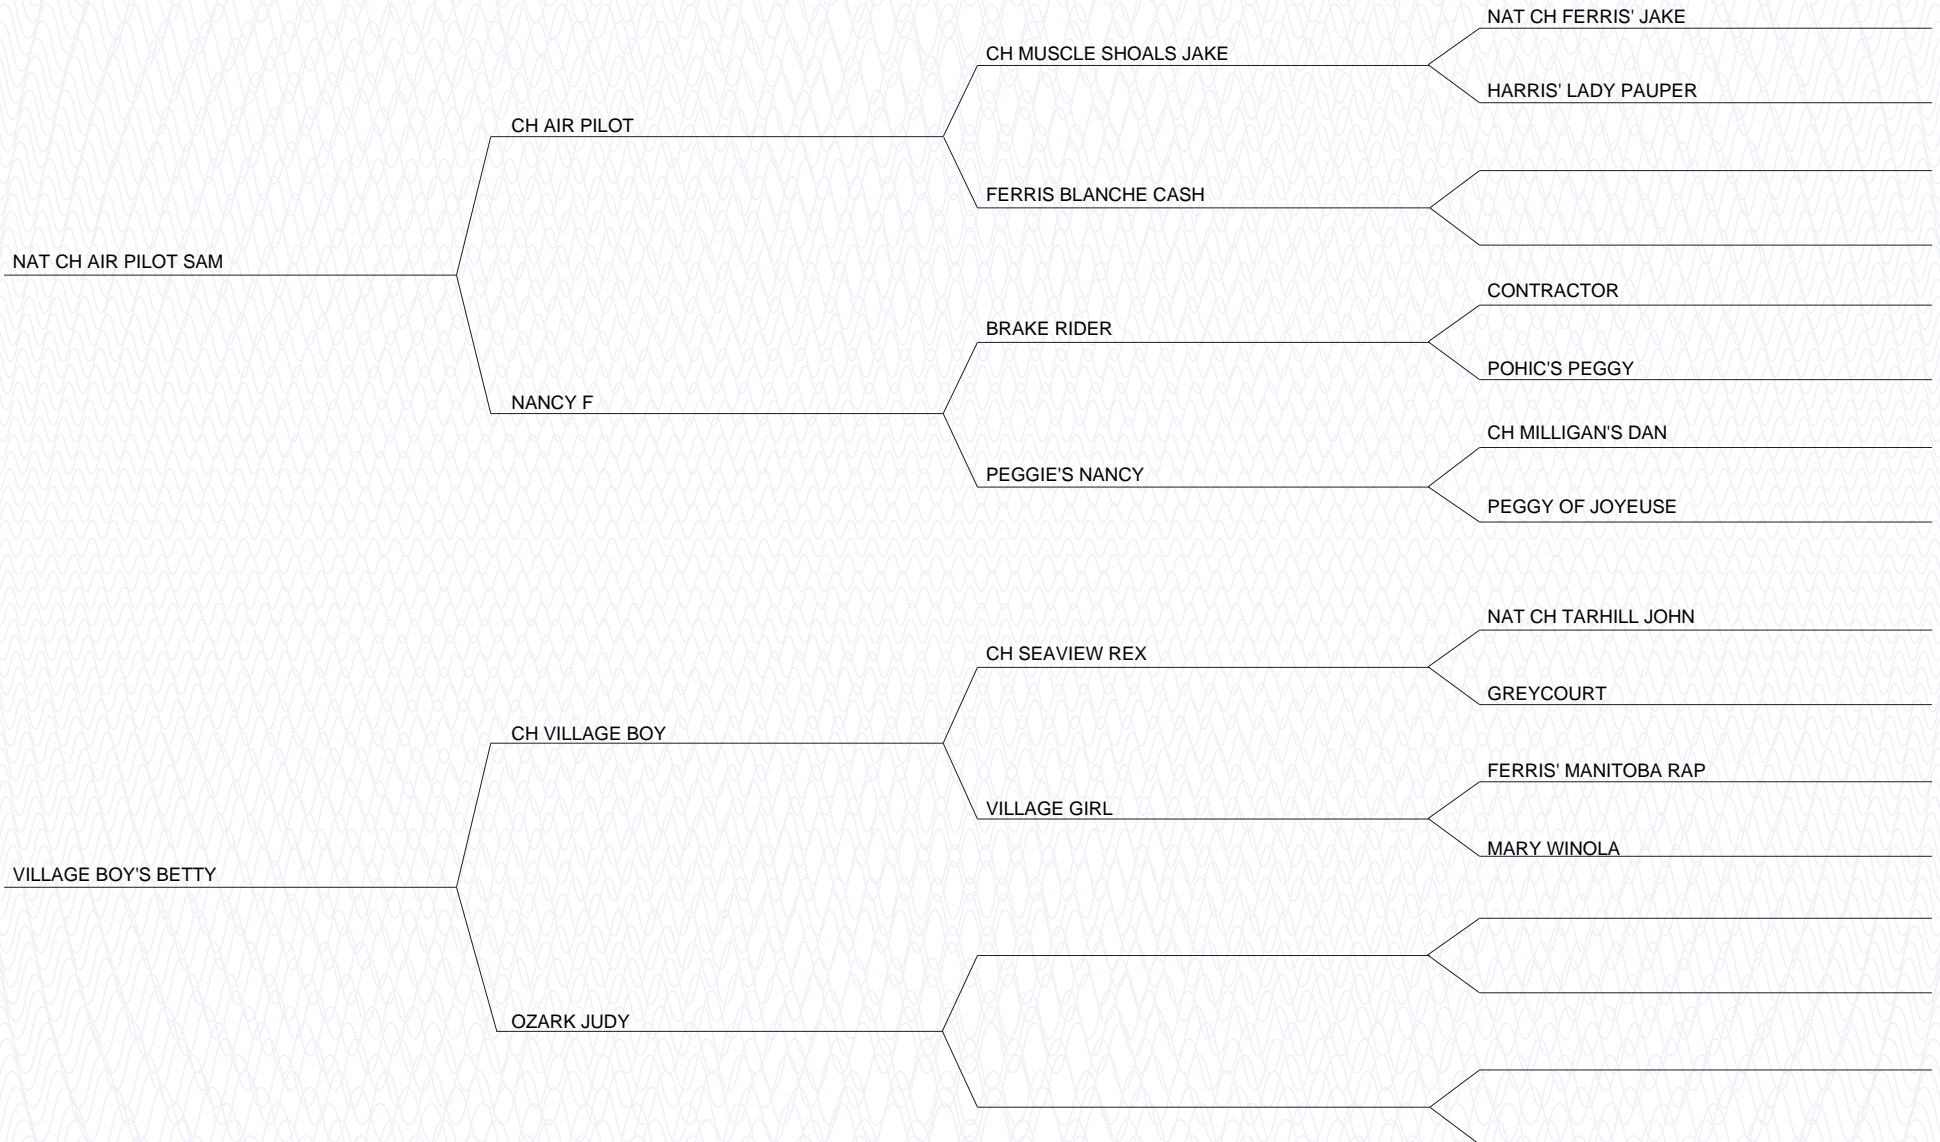 NAT CH FERRIS' JAKE
CH MUSCLE SHOALS JAKE
HARRIS' LADY PAUPER
CH AIR PILOT
FERRIS BLANCHE CASH
NAT CH AIR PILOT SAM
CONTRACTOR
BRAKE RIDER
POHIC'S PEGGY
NANCY F
CH MILLIGAN'S DAN
PEGGIE'S NANCY
PEGGY OF JOYEUSE
NAT CH TARHILL JOHN
CH SEAVIEW REX
GREYCOURT
CH VILLAGE BOY
FERRIS' MANITOBA RAP
VILLAGE GIRL
MARY WINOLA
VILLAGE BOY'S BETTY
OZARK JUDY